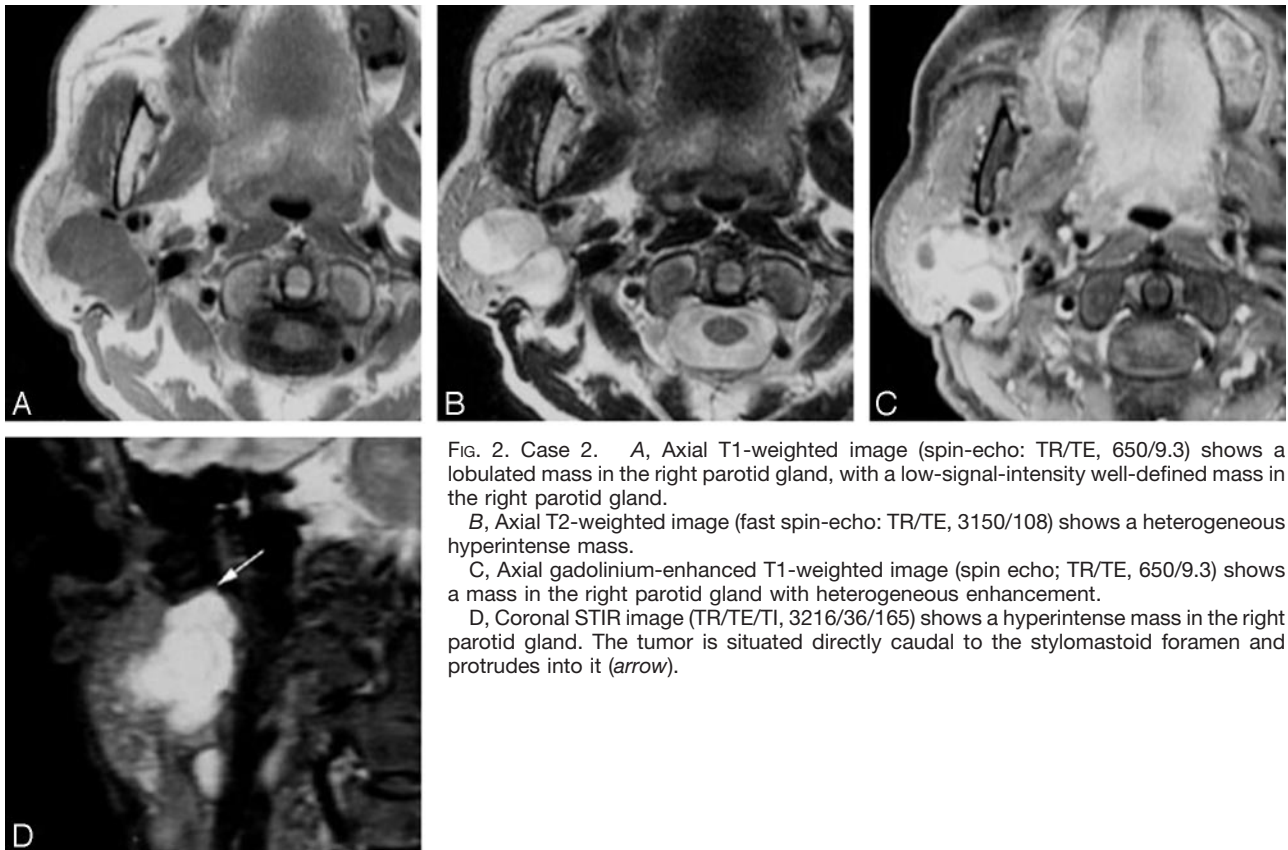 A
B
C
D
FIG. 2. Case 2. A, Axial T1-weighted image (spin-echo: TR/TE, 650/9.3) shows a
lobulated mass in the right parotid gland, with a low-signal-intensity well-defined mass in
the right parotid gland.
B, Axial T2-weighted image (fast spin-echo: TR/TE, 3150/108) shows a heterogeneous
hyperintense mass.
C, Axial gadolinium-enhanced T1-weighted image (spin echo; TR/TE, 650/9.3) shows
a mass in the right parotid gland with heterogeneous enhancement.
D, Coronal STIR image (TR/TE/TI, 3216/36/165) shows a hyperintense mass in the right
parotid gland. The tumor is situated directly caudal to the stylomastoid foramen and
protrudes into it (arrow).